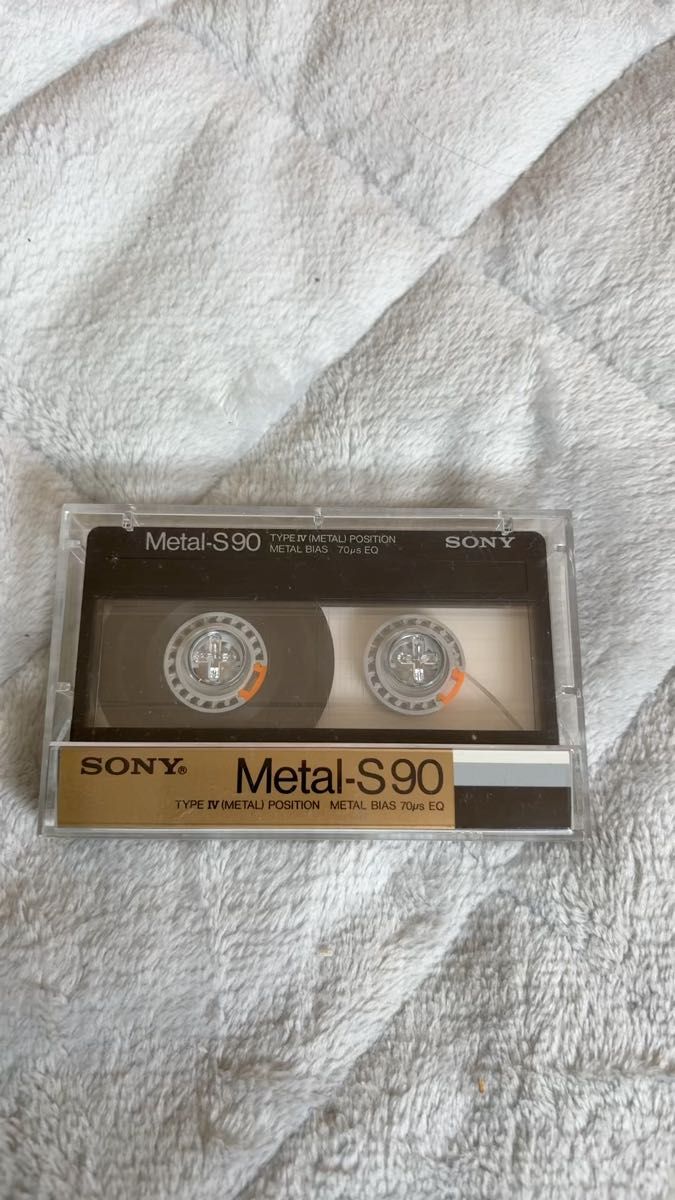 Metal-S90 TYPE IV (METAL) POSITION SONY
METAL BIAS 70μs EQ
SONY® Metal-S90
TYPE IV (METAL) POSITION METAL BIAS 70μs EQ